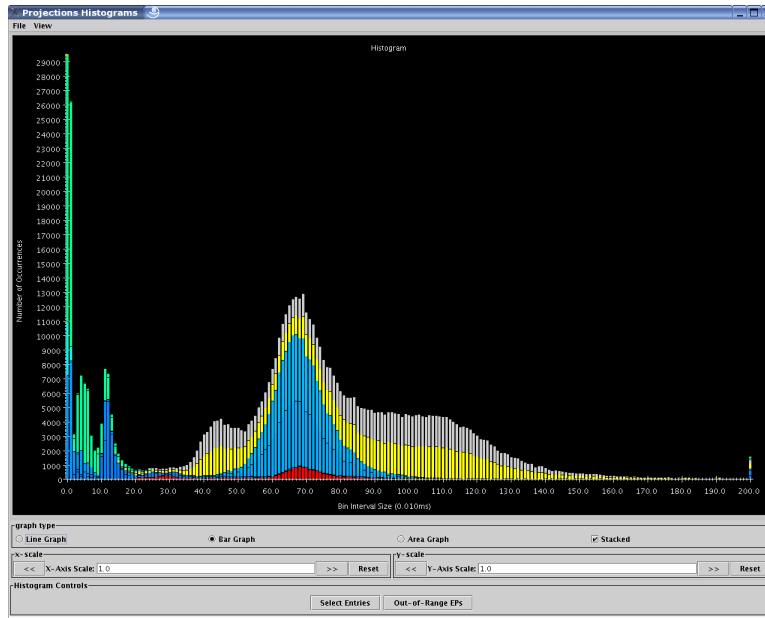 Projections Histograms
File View
Histogram
29000
28000
27000
26000
25000
24000
23000
22000
21000
20000
19000
18000
17000
16000
15000
14000
13000
12000
11000
10000
9000
8000
7000
6000
5000
4000
3000
2000
1000
0
Number of Occurrences
0.0 10.0 20.0 30.0 40.0 50.0 60.0 70.0 80.0 90.0 100.0 110.0 120.0 130.0 140.0 150.0 160.0 170.0 180.0 190.0 200.0
Bin Interval Size (0.010ms)
graph type
Line Graph Bar Graph Area Graph Stacked
x-scale y-scale
<< X-Axis Scale: 1.0 >> Reset << Y-Axis Scale: 1.0 >> Reset
Histogram Controls
Select Entries Out-of-Range EPs